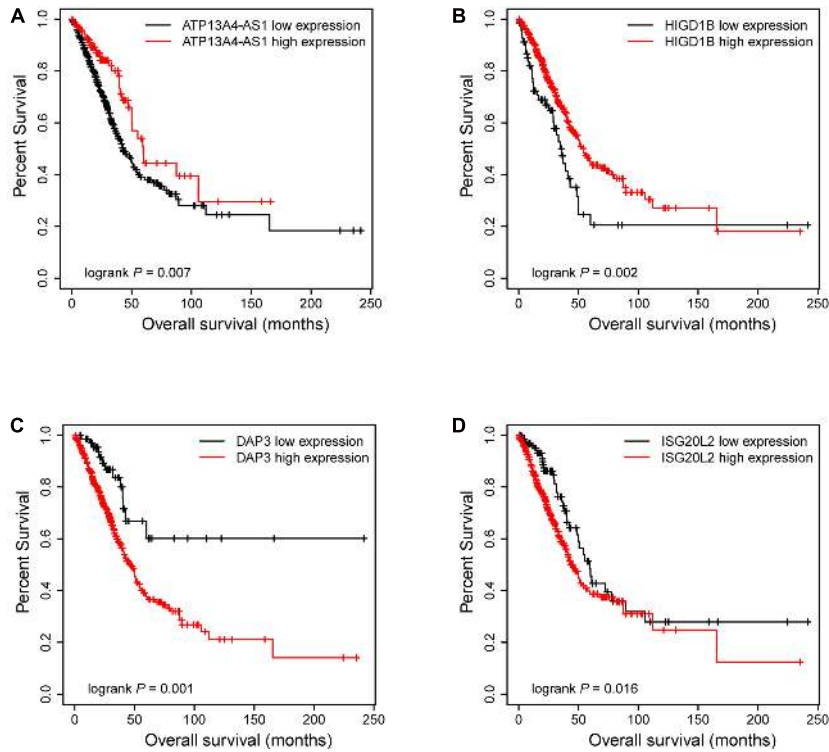 A
ATP13A4-AS1 low expression
ATP13A4-AS1 high expression
Percent Survival
0.0 0.2 0.4 0.6 0.8 1.0
logrank P = 0.007
0 50 100 150 200 250
Overall survival (months)
B
HIGD1B low expression
HIGD1B high expression
Percent Survival
0.0 0.2 0.4 0.6 0.8 1.0
logrank P = 0.002
0 50 100 150 200 250
Overall survival (months)
C
DAP3 low expression
DAP3 high expression
Percent Survival
0.0 0.2 0.4 0.6 0.8 1.0
logrank P = 0.001
0 50 100 150 200 250
Overall survival (months)
D
ISG20L2 low expression
ISG20L2 high expression
Percent Survival
0.0 0.2 0.4 0.6 0.8 1.0
logrank P = 0.016
0 50 100 150 200 250
Overall survival (months)